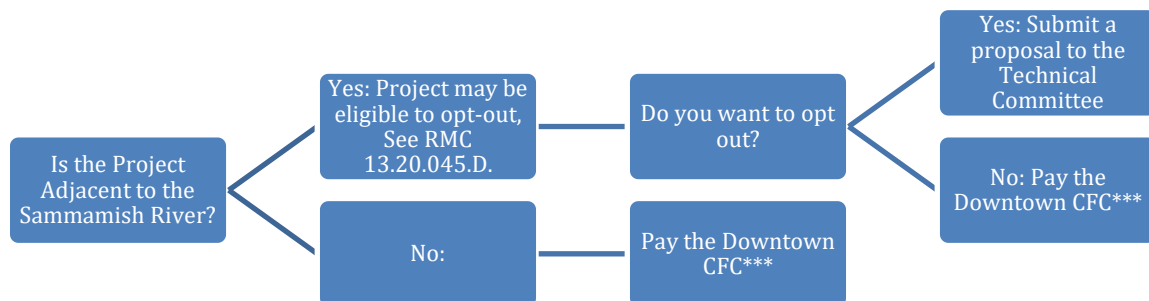 Is the Project
Adjacent to the
Sammamish River?
Yes: Project may be
eligible to opt-out,
See RMC
13.20.045.D.
No:
Do you want to opt
out?
Pay the Downtown
CFC***
Yes: Submit a
proposal to the
Technical
Committee
No: Pay the
Downtown CFC***